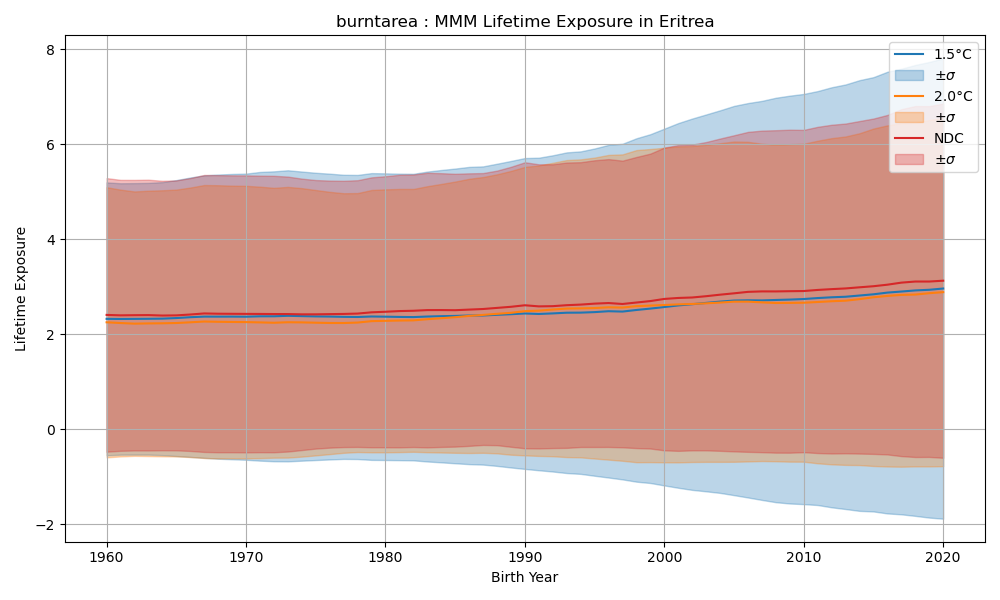 burntarea : MMM Lifetime Exposure in Eritrea
8
6
4
2
0
−2
Lifetime Exposure
1960
1970
1980
1990
2000
2010
2020
Birth Year
1.5°C
±σ
2.0°C
±σ
NDC
±σ